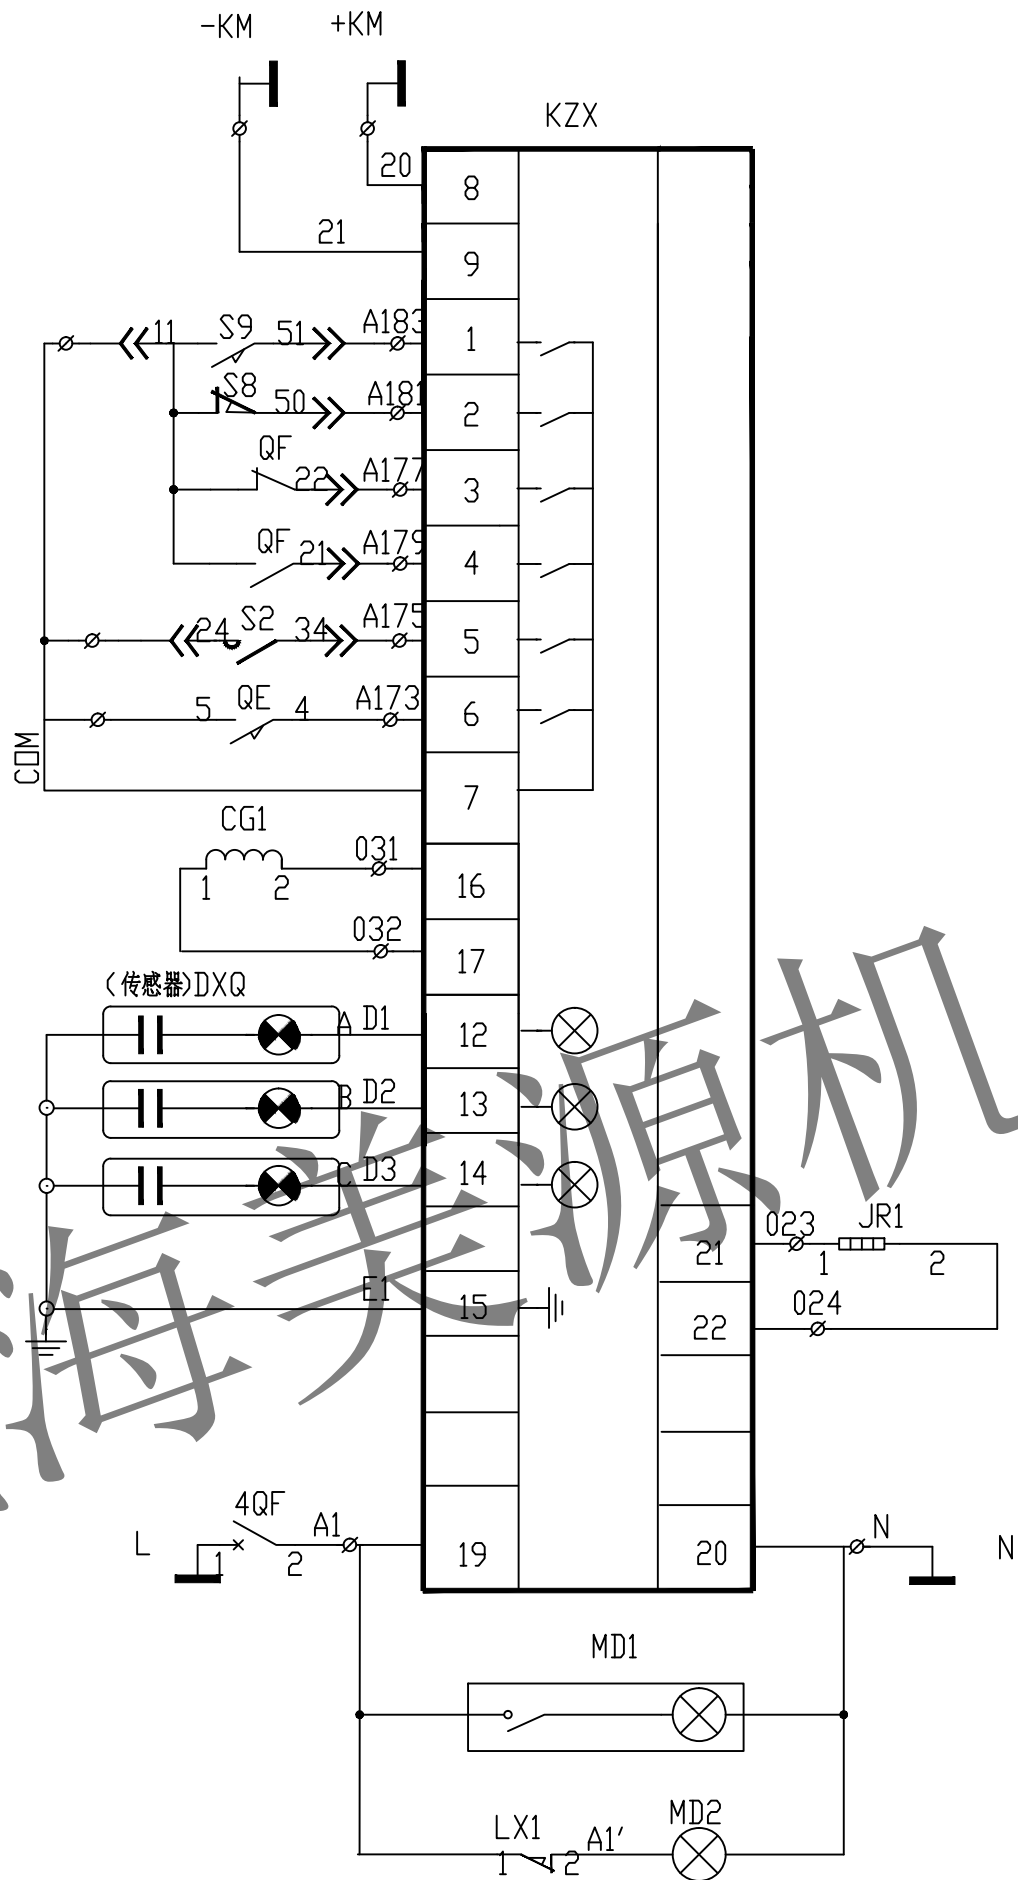 -KM +KM
KZX
20
8
21
9
11 S9 51 A183 1
S8 50 A181 2
QF 22 A177 3
QF 21 A179 4
24 S2 34 A175 5
5 QE 4 A173 6
COM
7
CG1
1 2 031 16
032 17
(传感器)DXQ
A D1 12
B D2 13
C D3 14
023 JR1
21 1 2
E1 15
024
22
海美源机
4QF
L 1 2 A1 19 20 N N
MD1
MD2
LX1
1 2 A1′